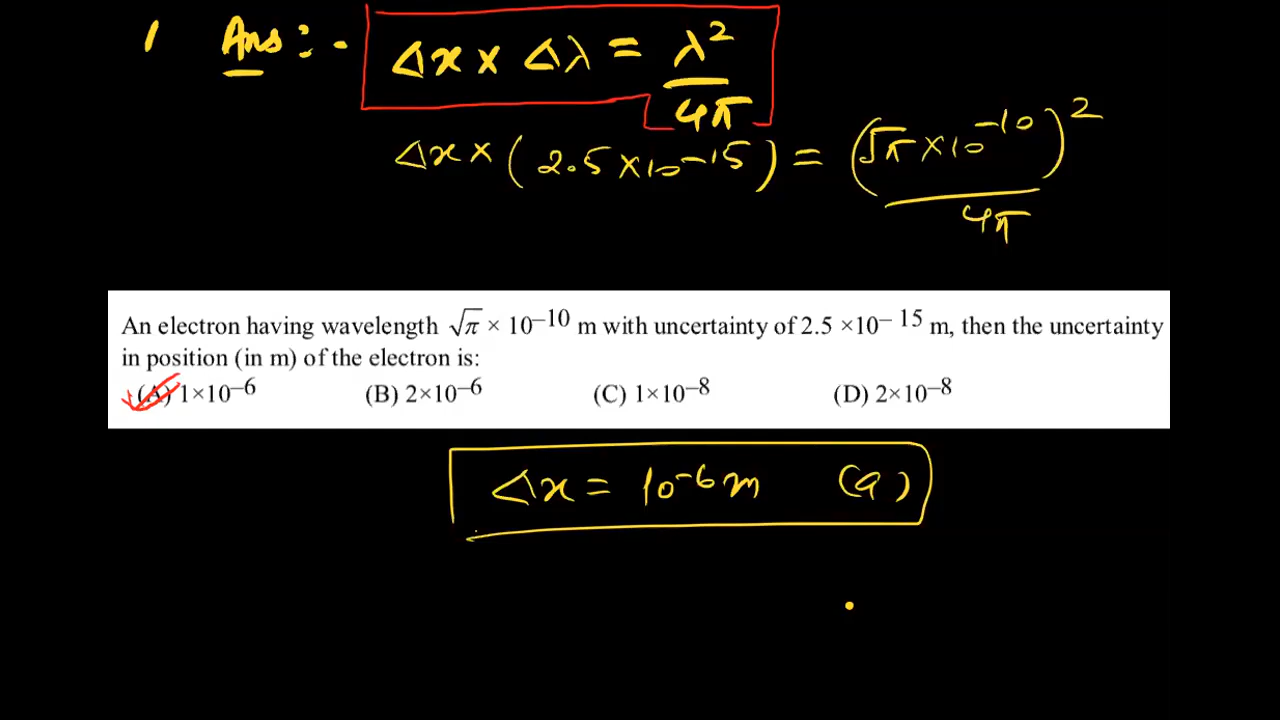 1 Ans :- Δx × Δλ = λ²/4π
Δx × (2.5×10⁻¹⁵) = (√π×10⁻¹⁰)²/4π
An electron having wavelength √π × 10⁻¹⁰ m with uncertainty of 2.5 ×10⁻ ¹⁵ m, then the uncertainty
in position (in m) of the electron is:
(A) 1×10⁻⁶ (B) 2×10⁻⁶ (C) 1×10⁻⁸ (D) 2×10⁻⁸
Δx = 10⁻⁶ m (a)